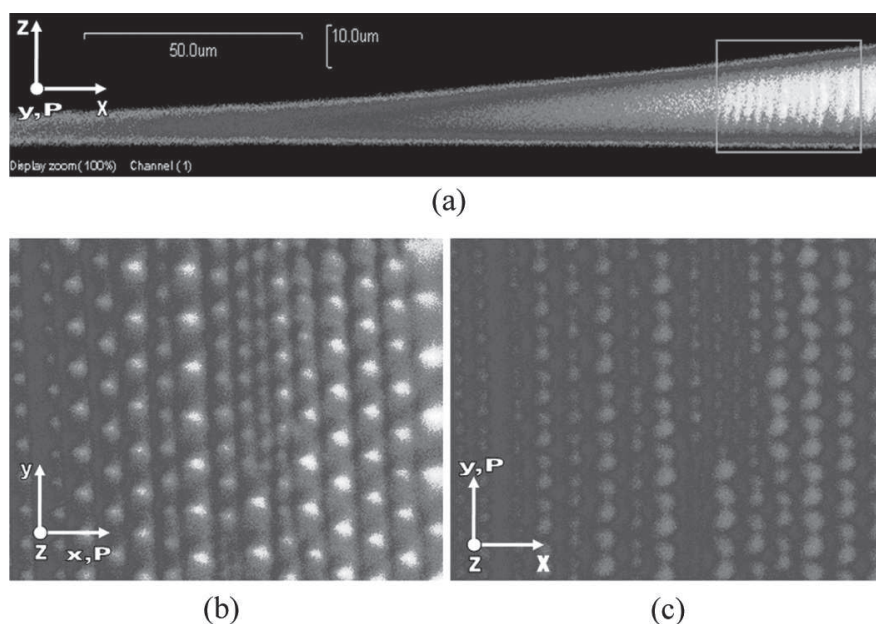 Z
50.0um
10.0um
y,P
X
Display zoom(100%) Channel(1)
(a)
y
Z
x,P
(b)
y,P
Z
X
(c)